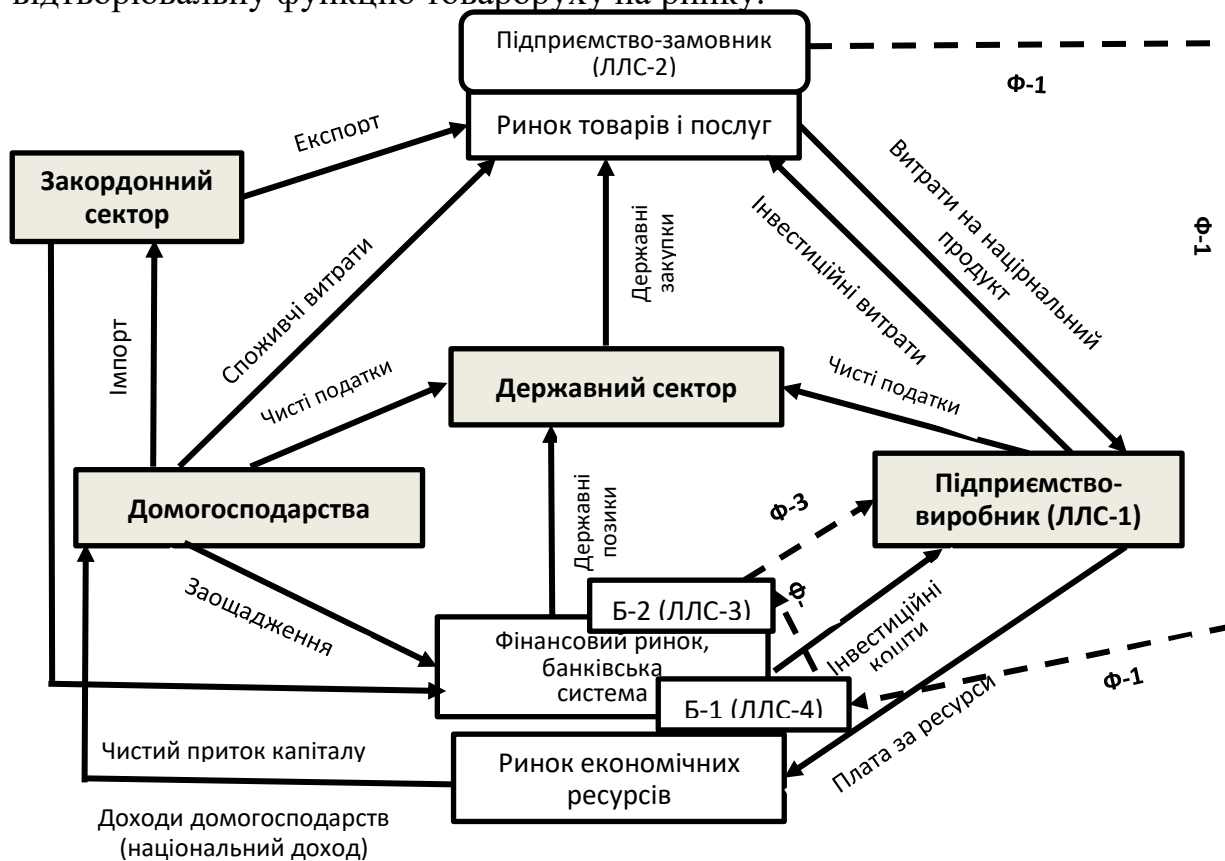 відтворювальну функцію товароруху на ринку.
Підприємство-замовник
(ЛЛС-2)
Ф-1
Ринок товарів і послуг
Експорт
Закордонний
сектор
Витрати на націрнальний
продукт
Ф-1
Державні
закупки
Інвестиційні витрати
Споживчі витрати
Імпорт
Чисті податки
Державний сектор
Чисті податки
Домогосподарства
Підприємство-
виробник (ЛЛС-1)
Державні
позики
Ф-3
Заощадження
Б-2 (ЛЛС-3)
Ф-
Фінансовий ринок,
банківська
система
Інвестиційні
кошти
Б-1 (ЛЛС-4)
Ф-1
Плата за ресурси
Чистий приток капіталу
Ринок економічних
ресурсів
Доходи домогосподарств
(національний доход)